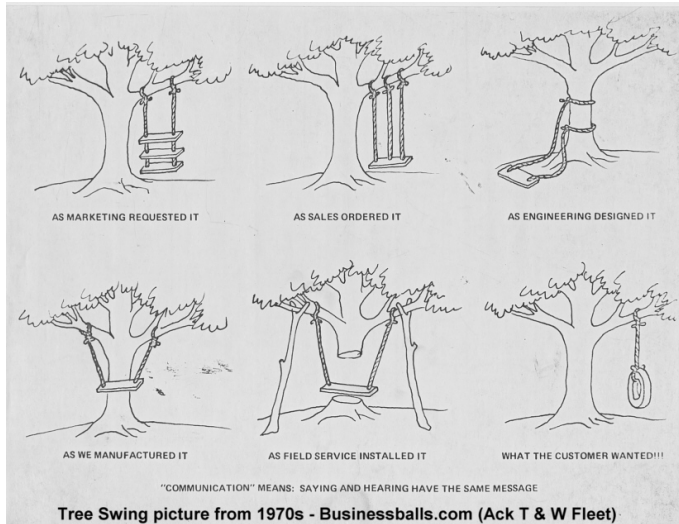 AS MARKETING REQUESTED IT
AS SALES ORDERED IT
AS ENGINEERING DESIGNED IT
AS WE MANUFACTURED IT
AS FIELD SERVICE INSTALLED IT
WHAT THE CUSTOMER WANTED!!!
"COMMUNICATION" MEANS: SAYING AND HEARING HAVE THE SAME MESSAGE
Tree Swing picture from 1970s - Businessballs.com (Ack T & W Fleet)